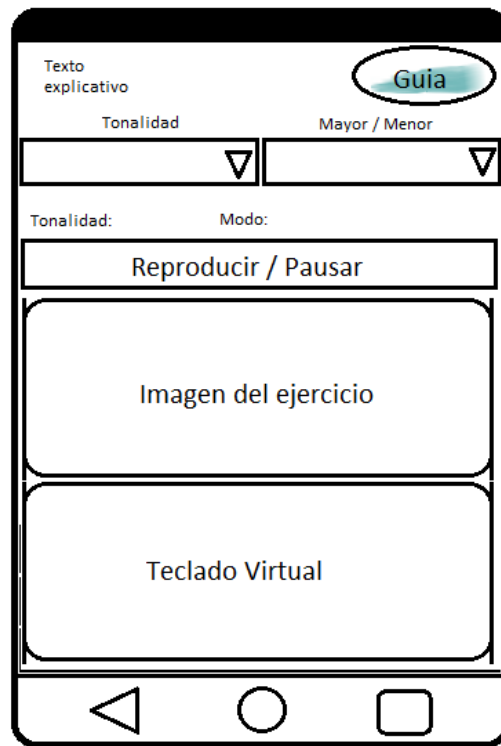 Texto
explicativo
Guia
Tonalidad
Mayor / Menor
Tonalidad:
Modo:
Reproducir / Pausar
Imagen del ejercicio
Teclado Virtual